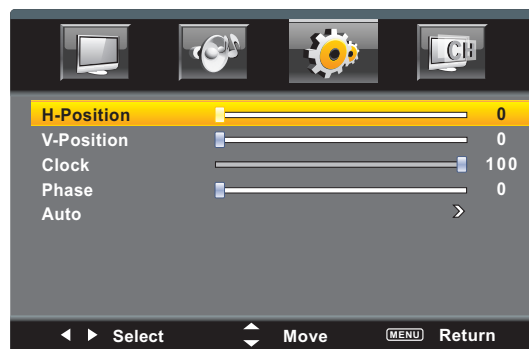 CH
H-Position 0
V-Position 0
Clock 100
Phase 0
Auto
Select Move MENU Return